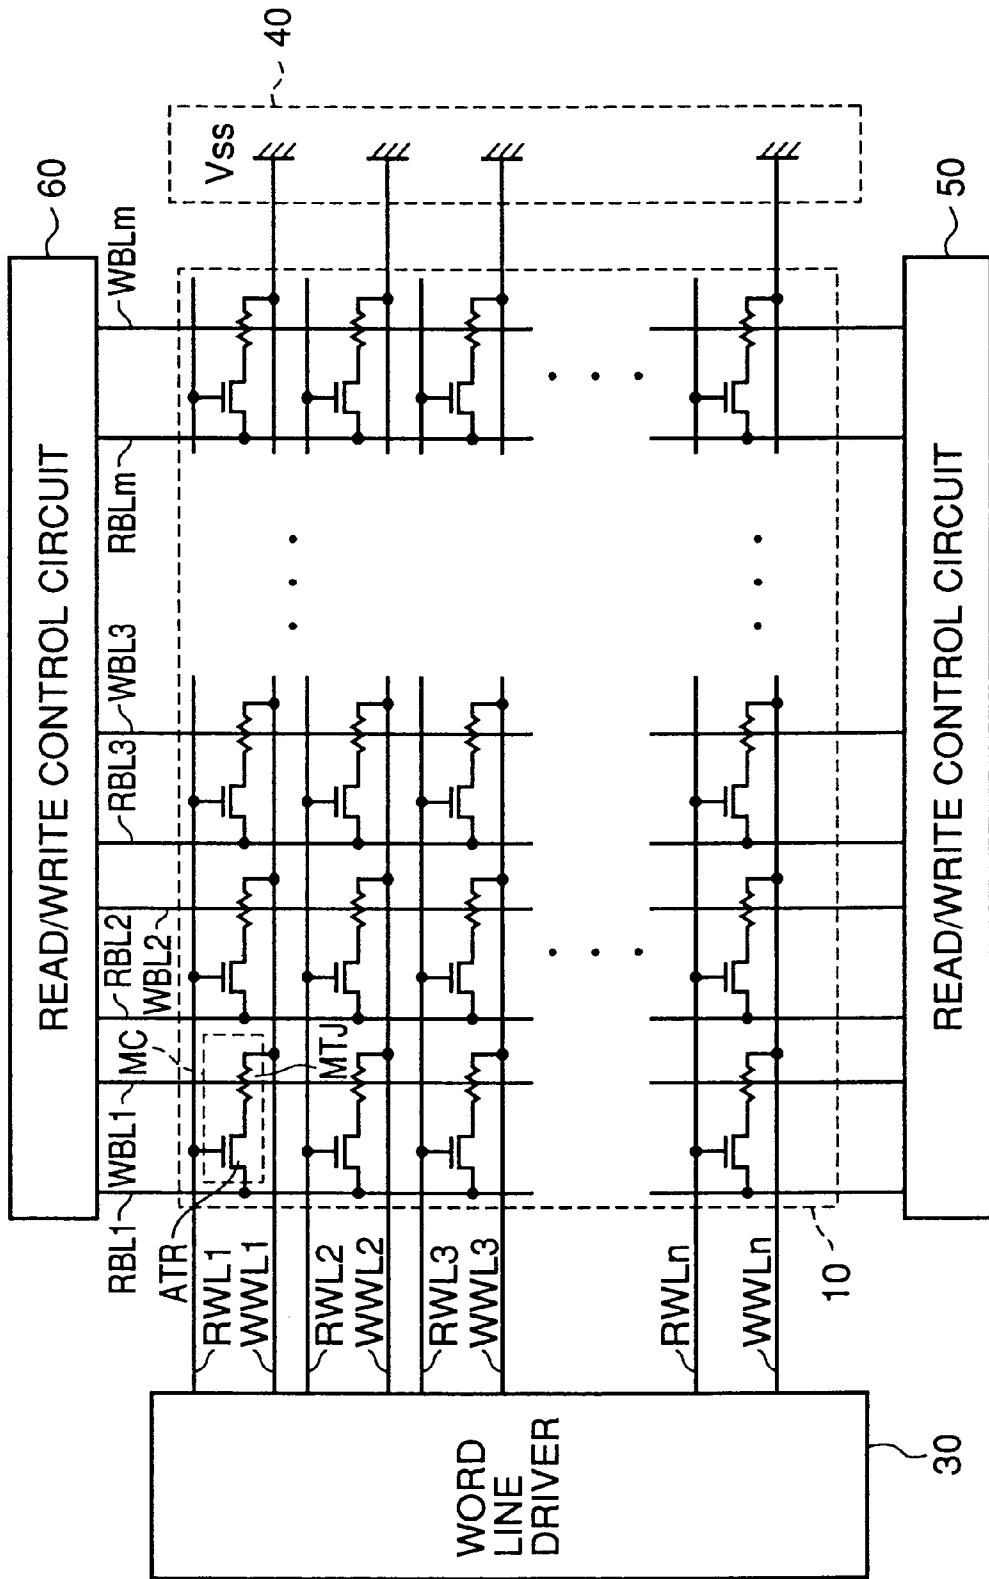 60
READ/WRITE CONTROL CIRCUIT
RBL1
WBL1
MC
RBL2
WBL2
RBL3
WBL3
RBLm
WBLm
40
Vss
ATR
MTJ
RWL1
WWL1
RWL2
WWL2
RWL3
WWL3
RWLn
WWLn
10
WORD
LINE
DRIVER
30
READ/WRITE CONTROL CIRCUIT
50